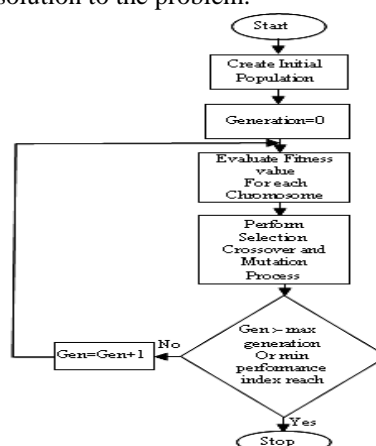 solution to the problem.
Start
Create Initial
Population
Generation=0
Evaluate Fitness
value
For each
Chromosome
Perform
Selection
Crossover and
Mutation
Process
Gen :- max
generation
Or min
performance
index reach
No
Gen=Gen+1
Yes
Stop